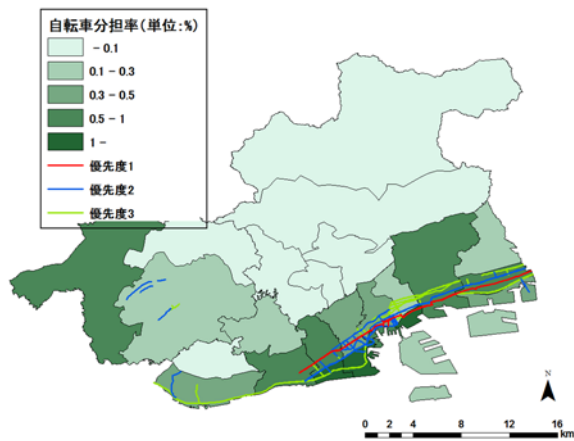 自転車分担率(単位:%)
- 0.1
0.1 - 0.3
0.3 - 0.5
0.5 - 1
1 -
優先度1
優先度2
優先度3
N
0 2 4 8 12 16
km